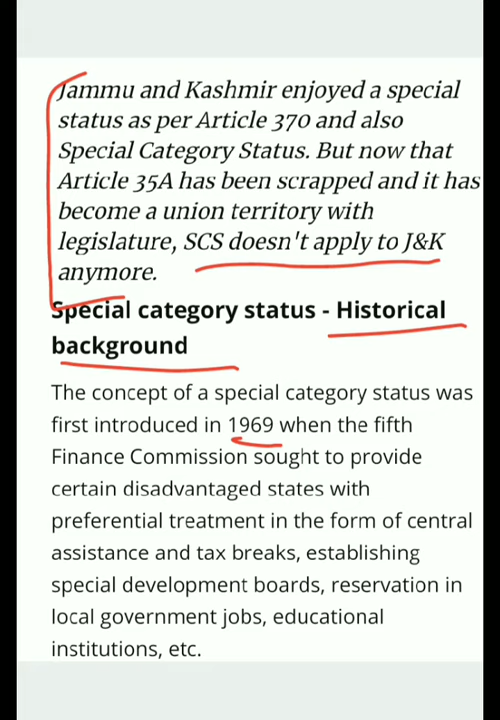 Jammu and Kashmir enjoyed a special
status as per Article 370 and also
Special Category Status. But now that
Article 35A has been scrapped and it has
become a union territory with
legislature, SCS doesn't apply to J&K
anymore.
Special category status - Historical
background
The concept of a special category status was
first introduced in 1969 when the fifth
Finance Commission sought to provide
certain disadvantaged states with
preferential treatment in the form of central
assistance and tax breaks, establishing
special development boards, reservation in
local government jobs, educational
institutions, etc.